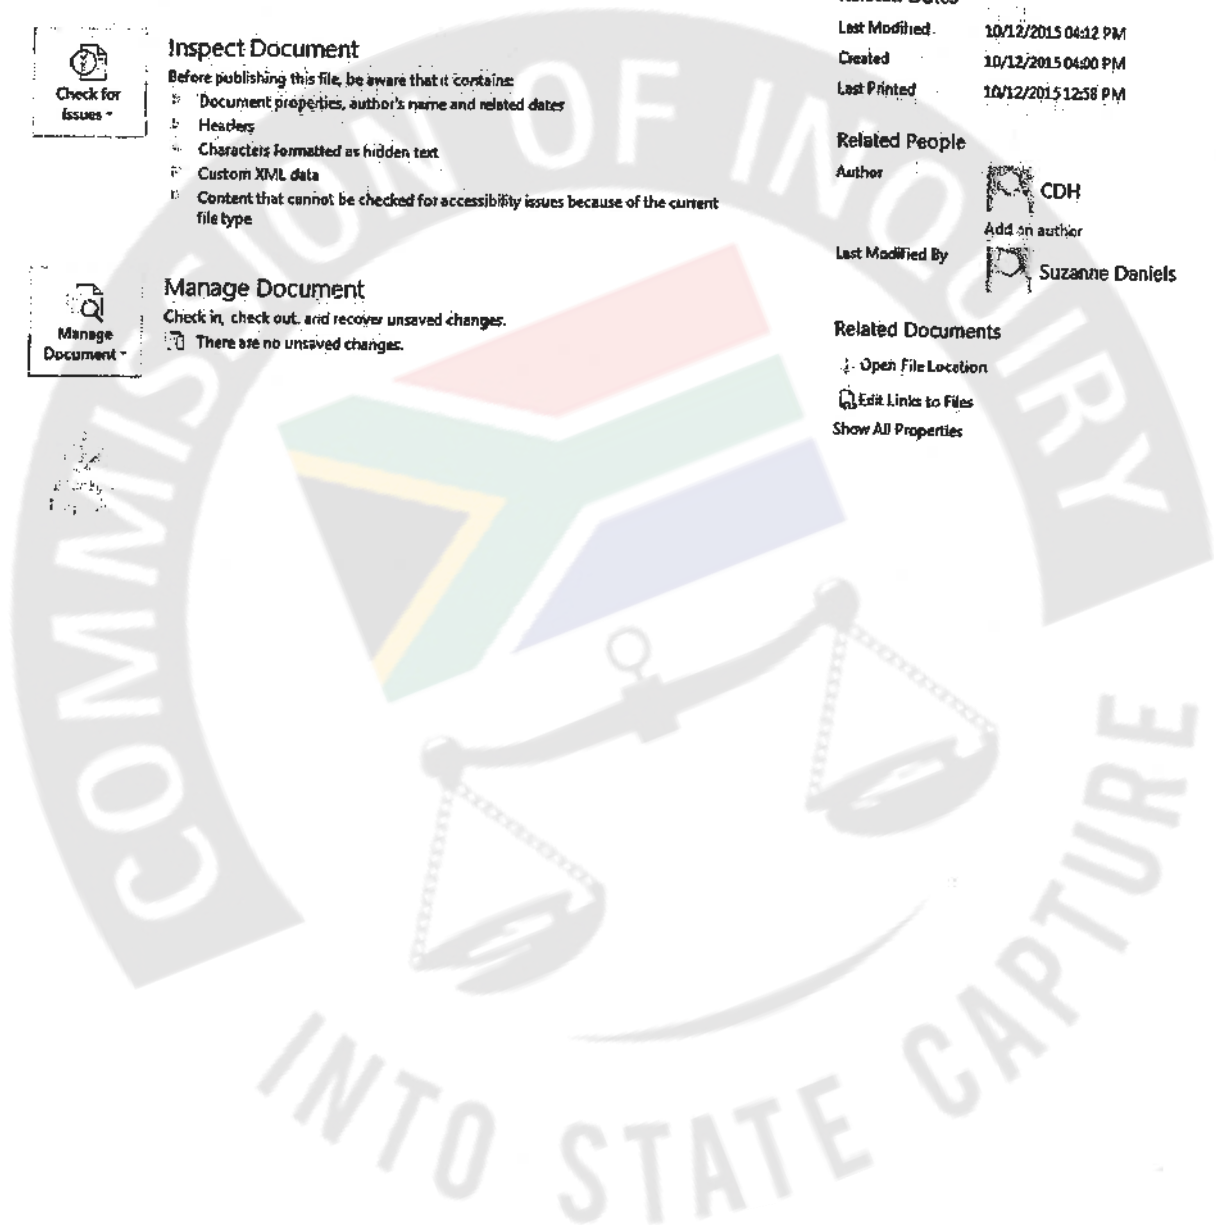 Check for
Issues
Inspect Document
Before publishing this file, be aware that it contains:
Document properties, author's name and related dates
Headers
Characters formatted as hidden text
Custom XML data
Content that cannot be checked for accessibility issues because of the current
file type
Manage
Document
Manage Document
Check in, check out, and recover unsaved changes.
There are no unsaved changes.
Related Dates
Last Modified 10/12/2015 04:12 PM
Created 10/12/2015 04:00 PM
Last Printed 10/12/2015 12:58 PM
Related People
Author CDH
Add an author
Last Modified By Suzanne Daniels
Related Documents
Open File Location
Edit Links to Files
Show All Properties
COMMISSION OF INQUIRY
INTO STATE CAPTURE